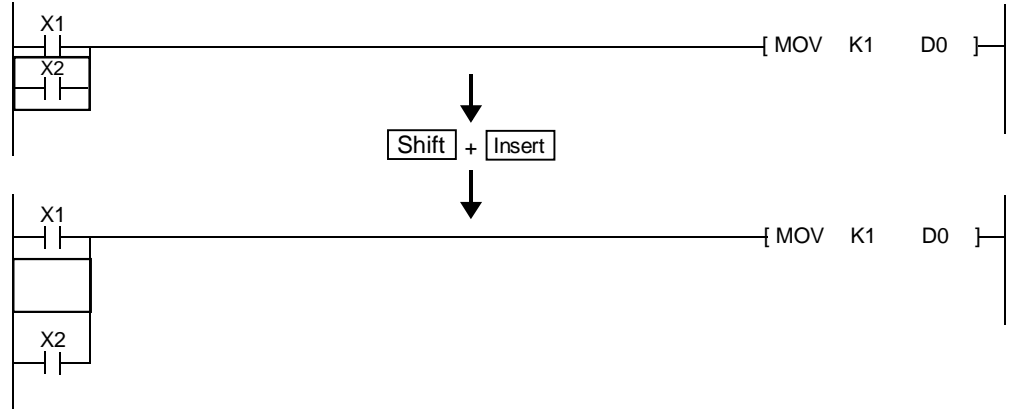 X1
[ MOV K1 D0 ]
X2
Shift + Insert
X1
[ MOV K1 D0 ]
X2